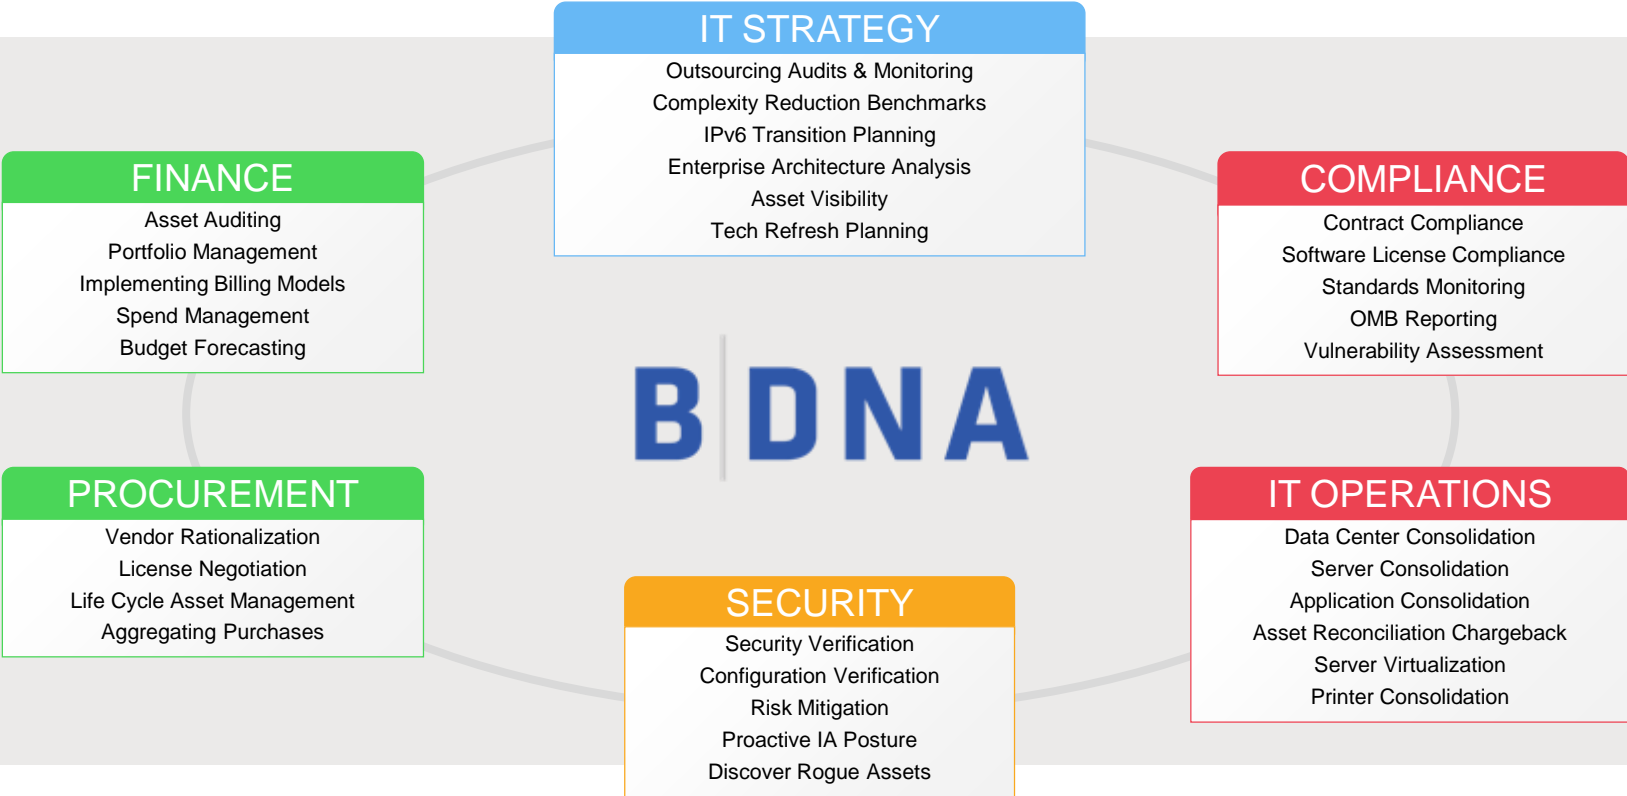 IT STRATEGY
Outsourcing Audits & Monitoring
Complexity Reduction Benchmarks
IPv6 Transition Planning
Enterprise Architecture Analysis
Asset Visibility
Tech Refresh Planning
FINANCE
Asset Auditing
Portfolio Management
Implementing Billing Models
Spend Management
Budget Forecasting
COMPLIANCE
Contract Compliance
Software License Compliance
Standards Monitoring
OMB Reporting
Vulnerability Assessment
B DNA
PROCUREMENT
Vendor Rationalization
License Negotiation
Life Cycle Asset Management
Aggregating Purchases
SECURITY
Security Verification
Configuration Verification
Risk Mitigation
Proactive IA Posture
Discover Rogue Assets
IT OPERATIONS
Data Center Consolidation
Server Consolidation
Application Consolidation
Asset Reconciliation Chargeback
Server Virtualization
Printer Consolidation